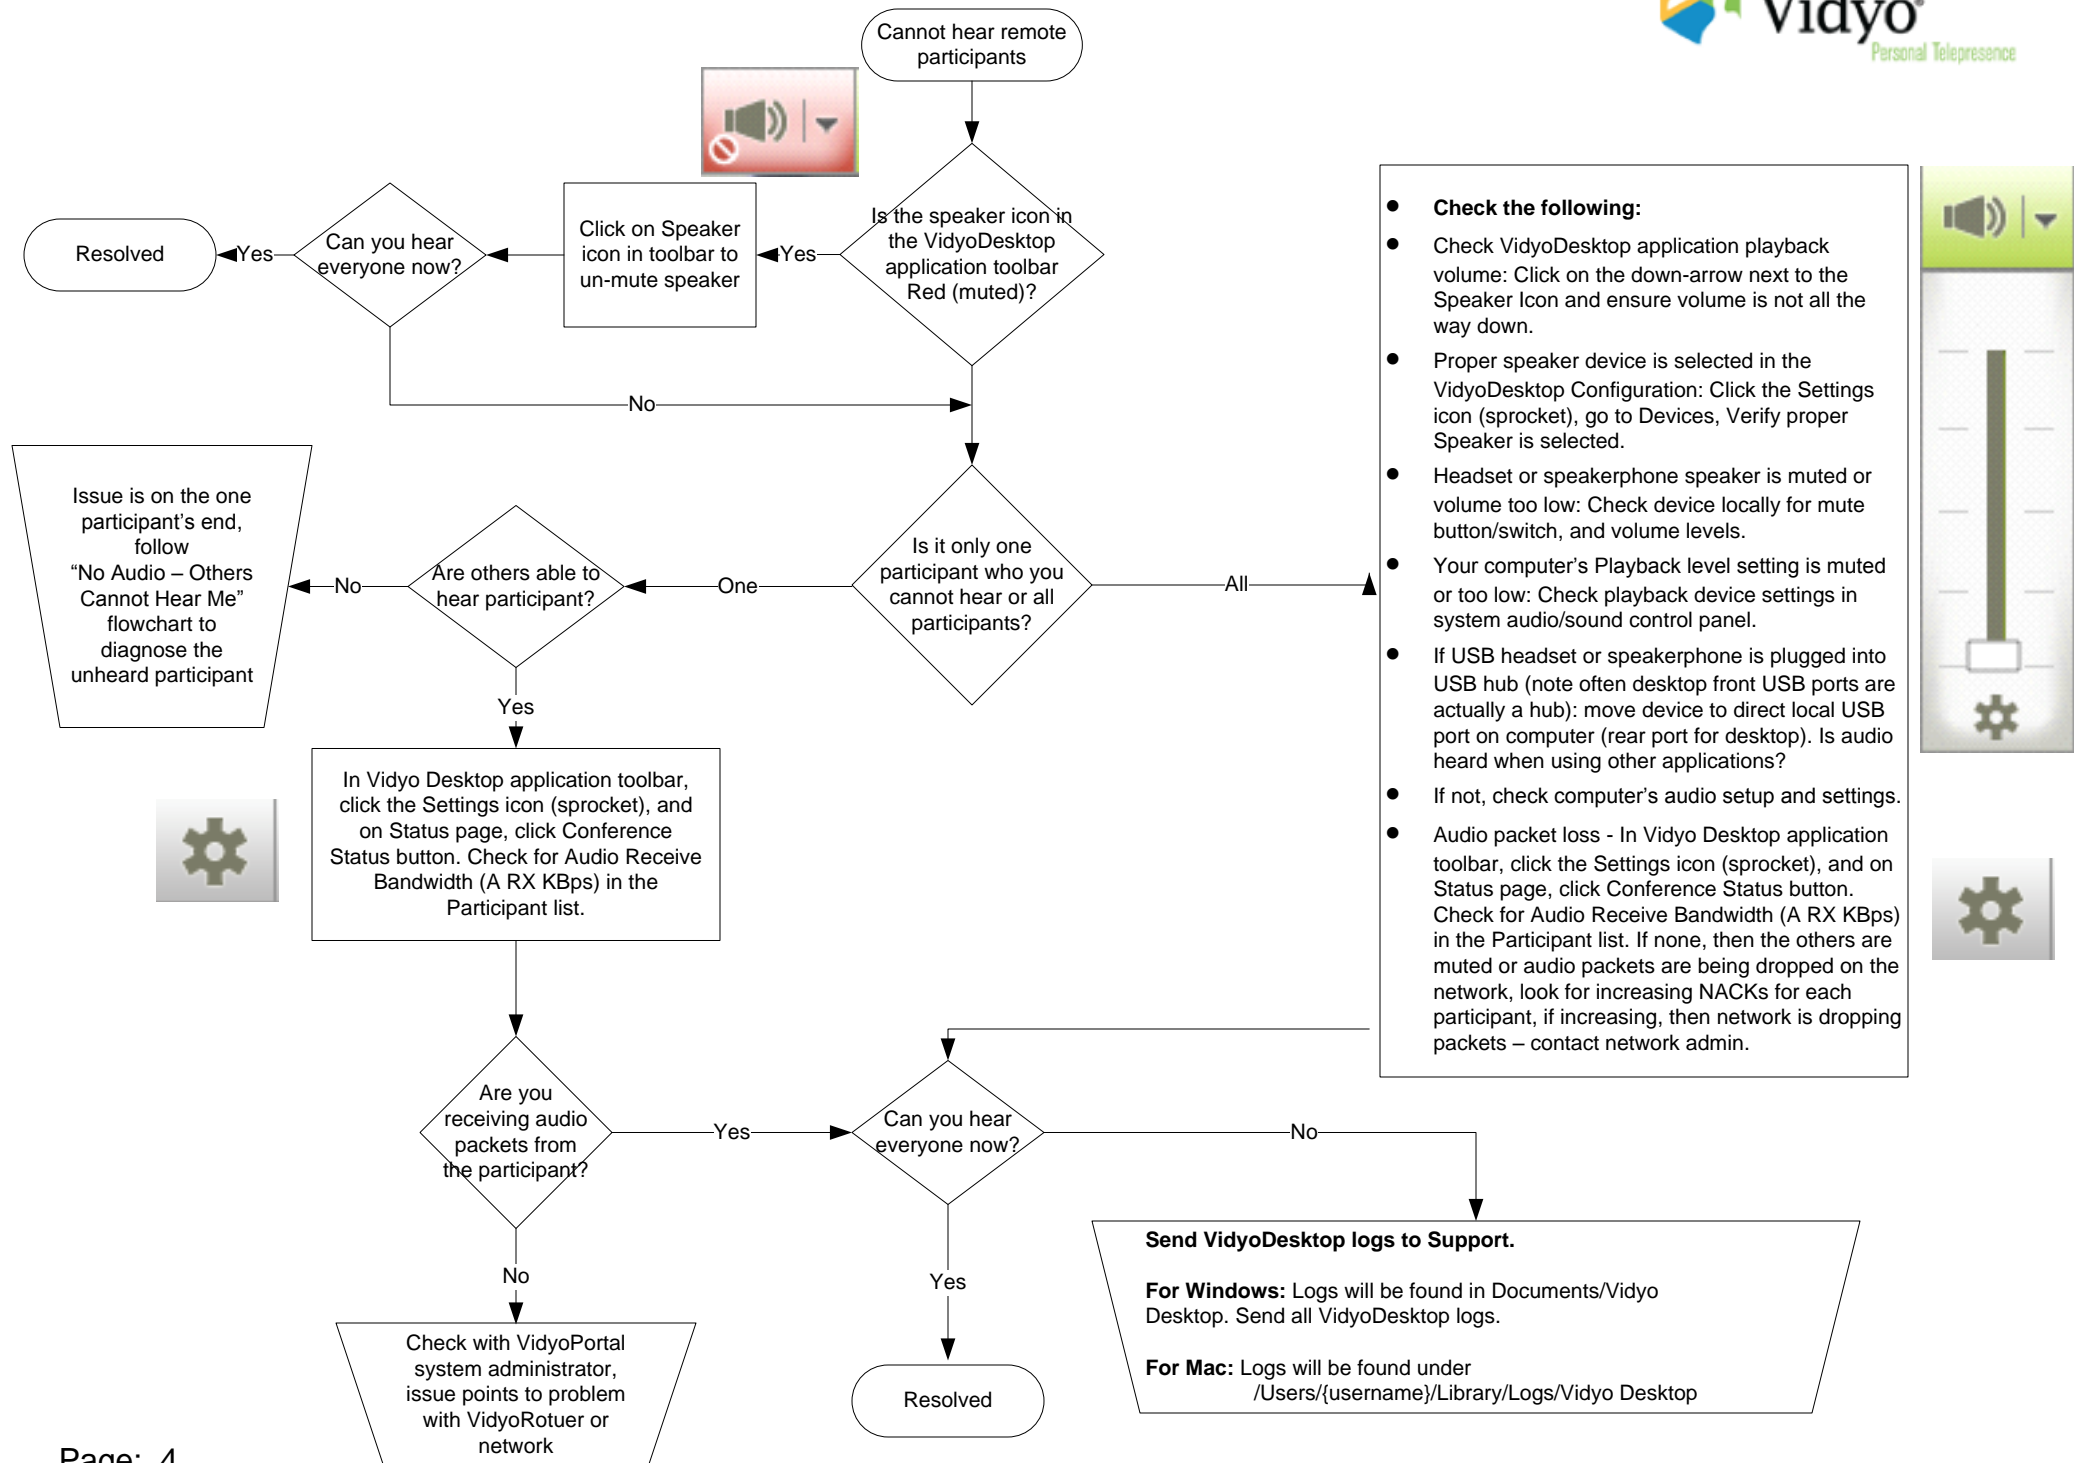 Vidyo®
Personal Telepresence
Cannot hear remote
participants
Is the speaker icon in
the VidyoDesktop
application toolbar
Red (muted)?
Yes
Click on Speaker
icon in toolbar to
un-mute speaker
Can you hear
everyone now?
Yes
Resolved
No
Is it only one
participant who you
cannot hear or all
participants?
One
All
Are others able to
hear participant?
No
Issue is on the one
participant’s end,
follow
“No Audio – Others
Cannot Hear Me”
flowchart to
diagnose the
unheard participant
Yes
In Vidyo Desktop application toolbar,
click the Settings icon (sprocket), and
on Status page, click Conference
Status button. Check for Audio Receive
Bandwidth (A RX KBps) in the
Participant list.
Are you
receiving audio
packets from
the participant?
Yes
No
Check with VidyoPortal
system administrator,
issue points to problem
with VidyoRotuer or
network
● Check the following:
● Check VidyoDesktop application playback
volume: Click on the down-arrow next to the
Speaker Icon and ensure volume is not all the
way down.
● Proper speaker device is selected in the
VidyoDesktop Configuration: Click the Settings
icon (sprocket), go to Devices, Verify proper
Speaker is selected.
● Headset or speakerphone speaker is muted or
volume too low: Check device locally for mute
button/switch, and volume levels.
● Your computer’s Playback level setting is muted
or too low: Check playback device settings in
system audio/sound control panel.
● If USB headset or speakerphone is plugged into
USB hub (note often desktop front USB ports are
actually a hub): move device to direct local USB
port on computer (rear port for desktop). Is audio
heard when using other applications?
● If not, check computer’s audio setup and settings.
● Audio packet loss - In Vidyo Desktop application
toolbar, click the Settings icon (sprocket), and on
Status page, click Conference Status button.
Check for Audio Receive Bandwidth (A RX KBps)
in the Participant list. If none, then the others are
muted or audio packets are being dropped on the
network, look for increasing NACKs for each
participant, if increasing, then network is dropping
packets – contact network admin.
Can you hear
everyone now?
No
Yes
Resolved
Send VidyoDesktop logs to Support.
For Windows: Logs will be found in Documents/Vidyo
Desktop. Send all VidyoDesktop logs.
For Mac: Logs will be found under
/Users/{username}/Library/Logs/Vidyo Desktop
Page: 4